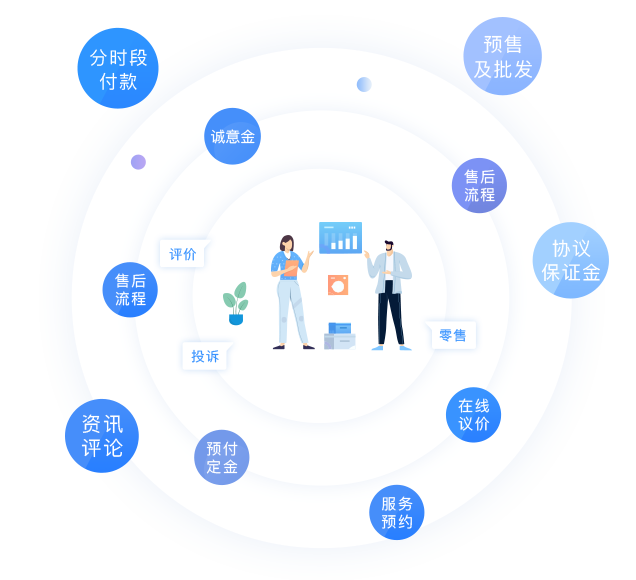 分时段
付款
预售
及批发
诚意金
售后
流程
评价
协议
保证金
售后
流程
零售
投诉
资讯
评论
在线
议价
预付
定金
服务
预约